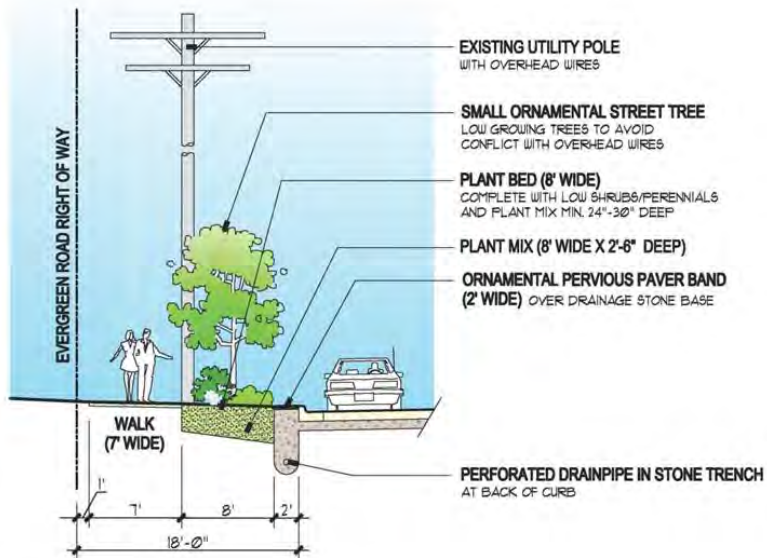 EXISTING UTILITY POLE
WITH OVERHEAD WIRES
SMALL ORNAMENTAL STREET TREE
LOW GROWING TREES TO AVOID
CONFLICT WITH OVERHEAD WIRES
PLANT BED (8' WIDE)
COMPLETE WITH LOW SHRUBS/PERENNIALS
AND PLANT MIX MIN. 24"-30" DEEP
PLANT MIX (8' WIDE X 2'-6" DEEP)
ORNAMENTAL PERVIOUS PAVER BAND
(2' WIDE) OVER DRAINAGE STONE BASE
EVERGREEN ROAD RIGHT OF WAY
WALK
(7' WIDE)
PERFORATED DRAINPIPE IN STONE TRENCH
AT BACK OF CURB
1'
7'
8'
2'
18'-0"